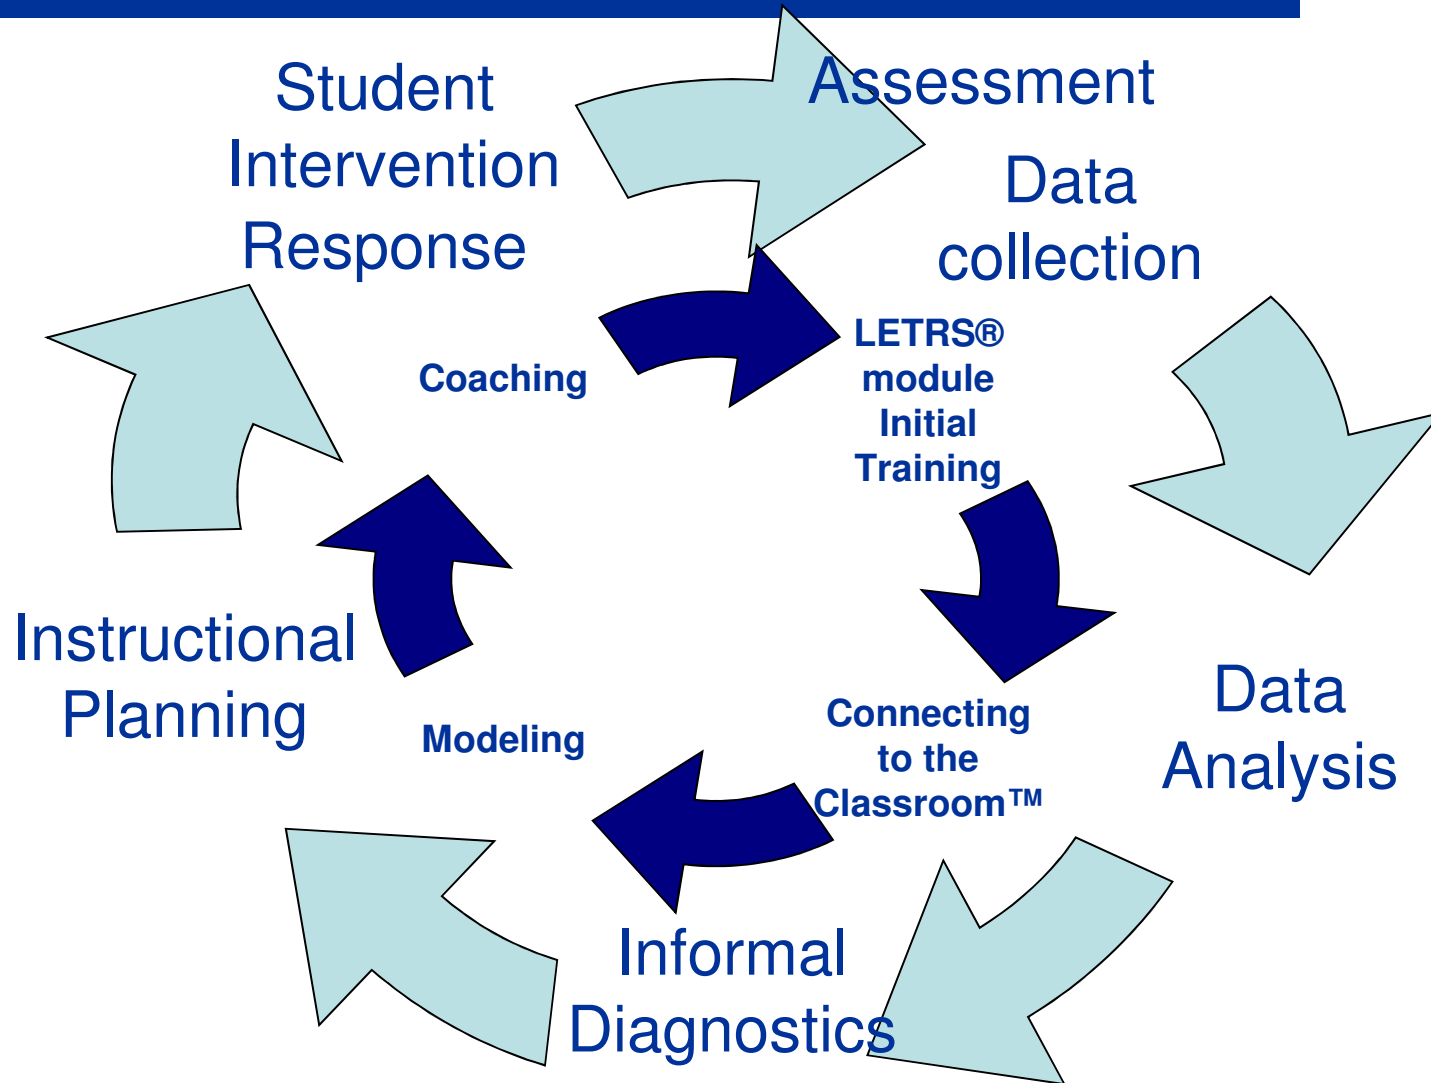 Student
Intervention
Response
Assessment
Data
collection
Coaching
LETRS®
module
Initial
Training
Instructional
Planning
Modeling
Connecting
to the
Classroom™
Data
Analysis
Informal
Diagnostics